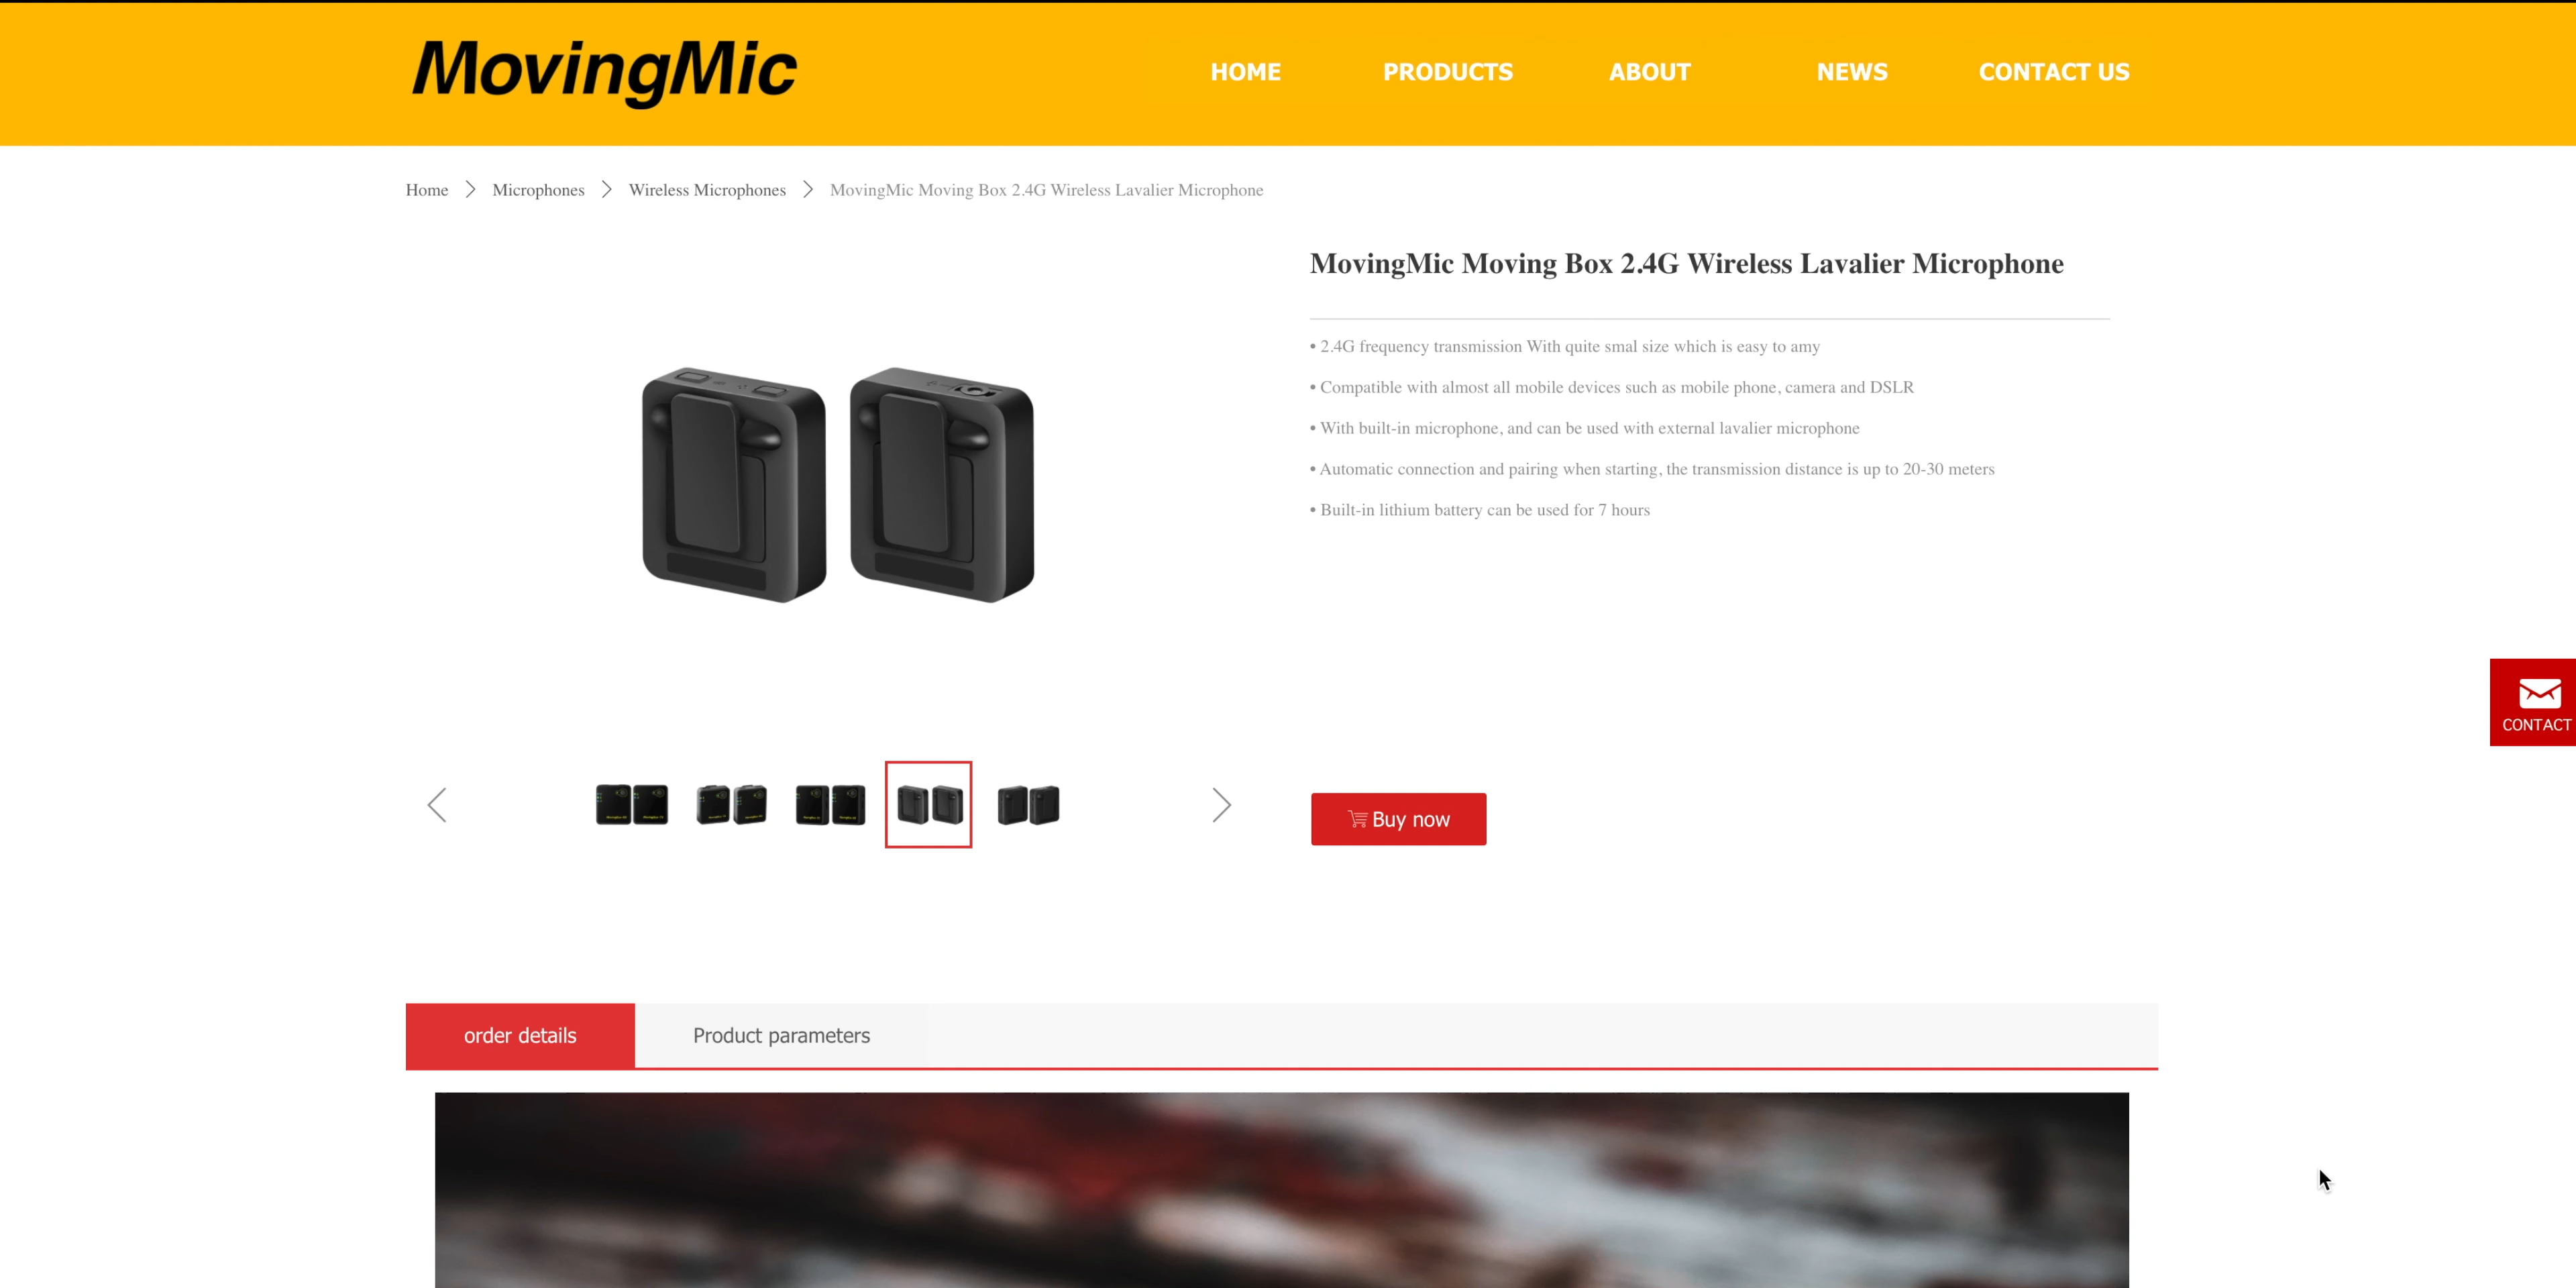 MovingMic
HOME PRODUCTS ABOUT NEWS CONTACT US
Home > Microphones > Wireless Microphones > MovingMic Moving Box 2.4G Wireless Lavalier Microphone
MovingMic Moving Box 2.4G Wireless Lavalier Microphone
• 2.4G frequency transmission With quite smal size which is easy to amy
• Compatible with almost all mobile devices such as mobile phone, camera and DSLR
• With built-in microphone, and can be used with external lavalier microphone
• Automatic connection and pairing when starting, the transmission distance is up to 20-30 meters
• Built-in lithium battery can be used for 7 hours
CONTACT
Buy now
order details Product parameters